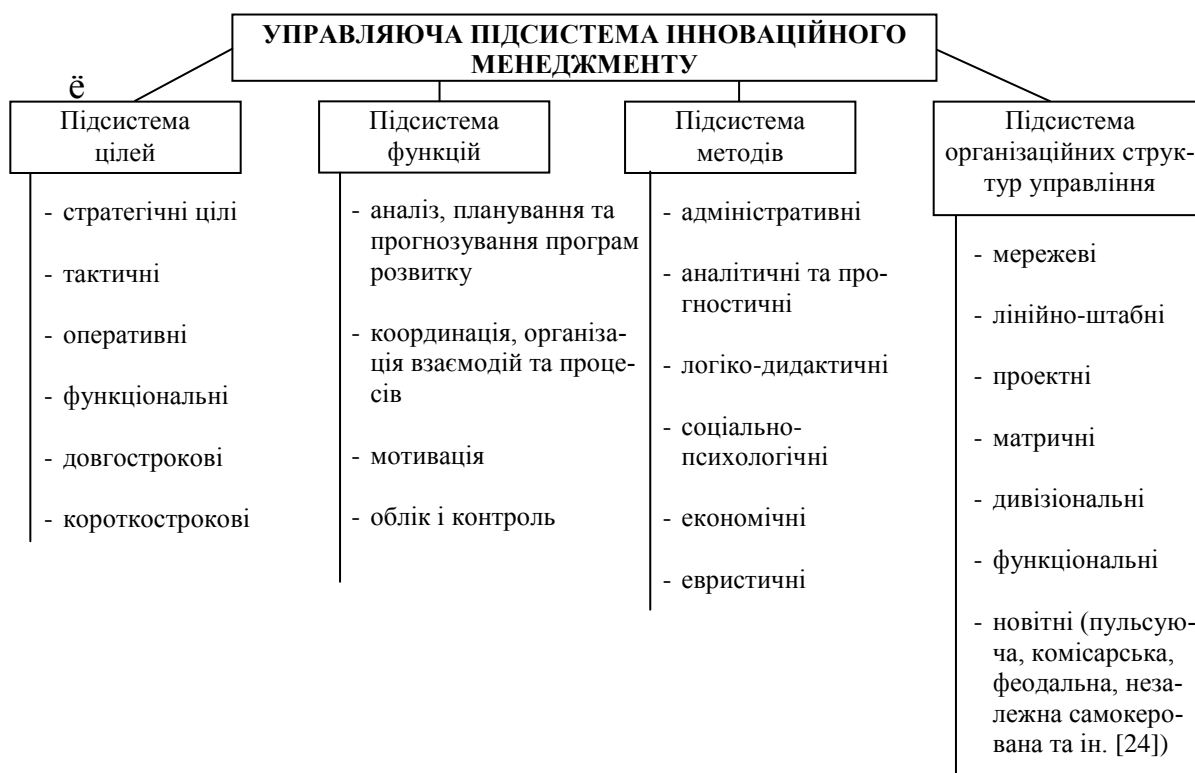 УПРАВЛЯЮЧА ПІДСИСТЕМА ІННОВАЦІЙНОГО
МЕНЕДЖМЕНТУ
ё
Підсистема
цілей
- стратегічні цілі
- тактичні
- оперативні
- функціональні
- довгострокові
- короткострокові
Підсистема
функцій
- аналіз, планування та
прогнозування програм
розвитку
- координація, організа-
ція взаємодій та проце-
сів
- мотивація
- облік і контроль
Підсистема
методів
- адміністративні
- аналітичні та про-
гностичні
- логіко-дидактичні
- соціально-
психологічні
- економічні
- евристичні
Підсистема
організаційних струк-
тур управління
- мережеві
- лінійно-штабні
- проектні
- матричні
- дивізіональні
- функціональні
- новітні (пульсую-
ча, комісарська,
феодальна, неза-
лежна самокеро-
вана та ін. [24])